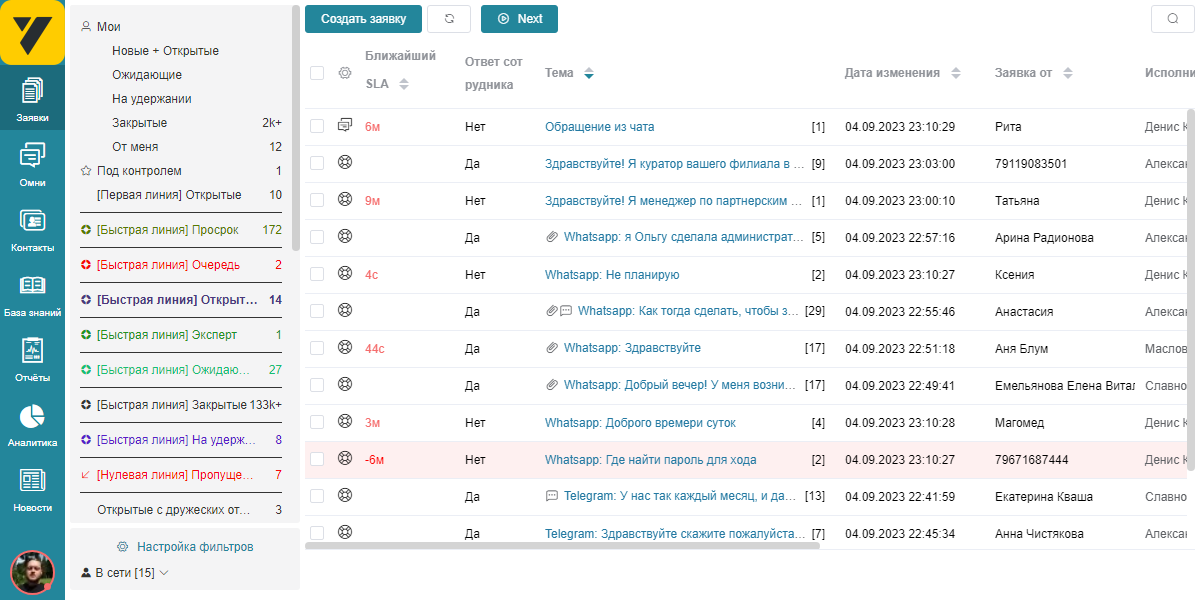 Заявки
Омни
Контакты
База знаний
Отчёты
Аналитика
Новости
Мои
Новые + Открытые
Ожидающие
На удержании
Закрытые 2k+
От меня 12
Под контролем 1
[Первая линия] Открытые 10
[Быстрая линия] Просрок 172
[Быстрая линия] Очередь 2
[Быстрая линия] Открыт... 14
[Быстрая линия] Эксперт 1
[Быстрая линия] Ожидаю... 27
[Быстрая линия] Закрытые 133k+
[Быстрая линия] На удерж... 8
[Нулевая линия] Пропуще... 7
Открытые с дружеских от... 3
Настройка фильтров
В сети [15]
Создать заявку Next
Ближайший SLA Ответ сотрудника Тема Дата изменения Заявка от Исполни
6м Нет Обращение из чата [1] 04.09.2023 23:10:29 Рита Денис К
Да Здравствуйте! Я куратор вашего филиала в ... [9] 04.09.2023 23:03:00 79119083501 Алексан
9м Нет Здравствуйте! Я менеджер по партнерским ... [1] 04.09.2023 23:00:10 Татьяна Денис К
Да Whatsapp: я Ольгу сделала администрат... [5] 04.09.2023 22:57:16 Арина Радионова Алексан
4с Нет Whatsapp: Не планирую [2] 04.09.2023 23:10:27 Ксения Денис К
Да Whatsapp: Как тогда сделать, чтобы з... [29] 04.09.2023 22:55:46 Анастасия Алексан
44с Да Whatsapp: Здравствуйте [17] 04.09.2023 22:51:18 Аня Блум Маслов
Да Whatsapp: Добрый вечер! У меня возни... [17] 04.09.2023 22:49:41 Емельянова Елена Витал Славно
3м Нет Whatsapp: Доброго времери суток [4] 04.09.2023 23:10:28 Магомед Денис К
-6м Нет Whatsapp: Где найти пароль для хода [2] 04.09.2023 23:10:27 79671687444 Денис К
Да Telegram: У нас так каждый месяц, и да... [13] 04.09.2023 22:41:59 Екатерина Кваша Славно
Да Telegram: Здравствуйте скажите пожалуйста... [7] 04.09.2023 22:45:34 Анна Чистякова Алексан